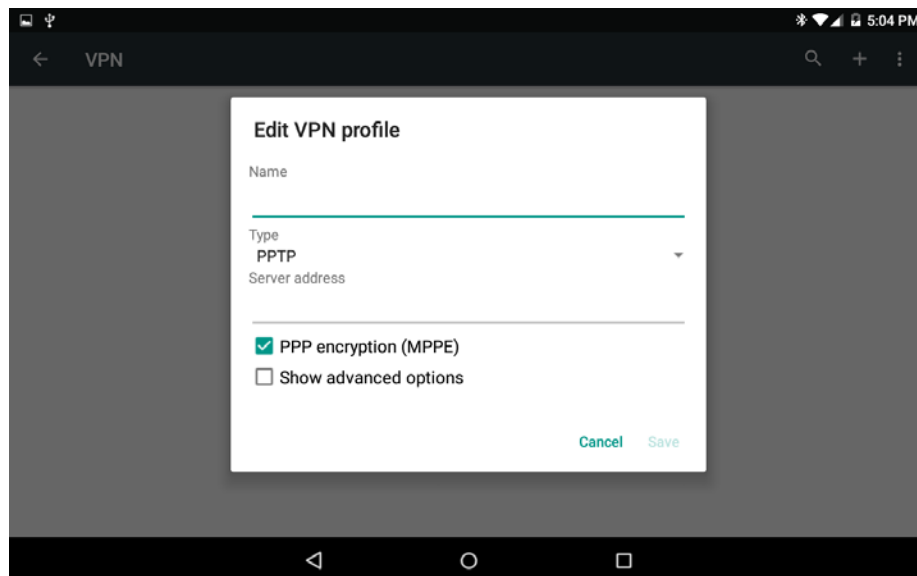 5:04 PM
VPN
Edit VPN profile
Name
Type
PPTP
Server address
PPP encryption (MPPE)
Show advanced options
Cancel Save